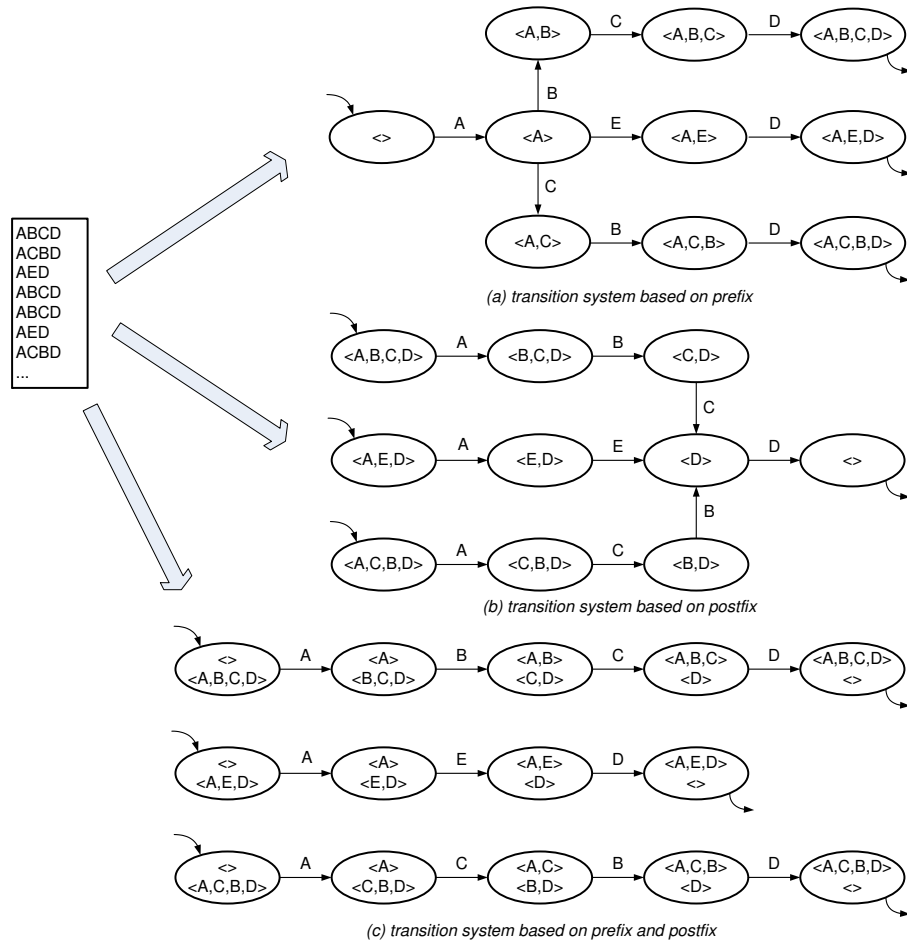 <A,B> C <A,B,C> D <A,B,C,D>
B
<> A <A> E <A,E> D <A,E,D>
C
<A,C> B <A,C,B> D <A,C,B,D>
(a) transition system based on prefix
ABCD
ACBD
AED
ABCD
ABCD
AED
ACBD
...
<A,B,C,D> A <B,C,D> B <C,D>
C
<A,E,D> A <E,D> E <D> D <>
B
<A,C,B,D> A <C,B,D> C <B,D>
(b) transition system based on postfix
<> A <A> B <A,B> C <A,B,C> D <A,B,C,D>
<A,B,C,D> <B,C,D> <C,D> <D> <>
<> A <A> E <A,E> D <A,E,D>
<A,E,D> <E,D> <D> <>
<> A <A> C <A,C> B <A,C,B> D <A,C,B,D>
<A,C,B,D> <C,B,D> <B,D> <D> <>
(c) transition system based on prefix and postfix